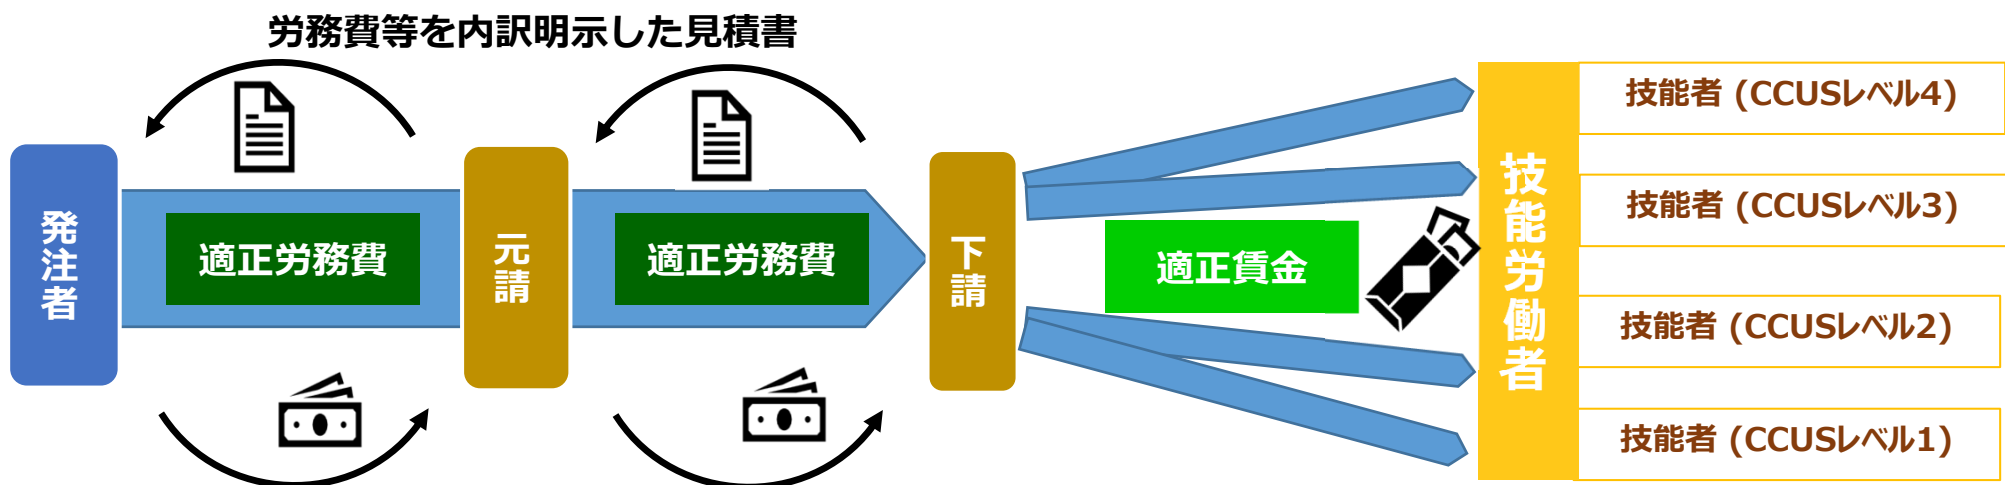 労務費等を内訳明示した見積書
発注者
適正労務費
元請
適正労務費
下請
適正賃金
技能労働者
技能者 (CCUSレベル4)
技能者 (CCUSレベル3)
技能者 (CCUSレベル2)
技能者 (CCUSレベル1)